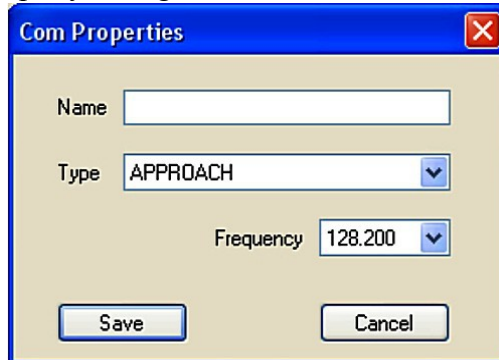 Com Properties
Name
Type APPROACH
Frequency 128.200
Save Cancel